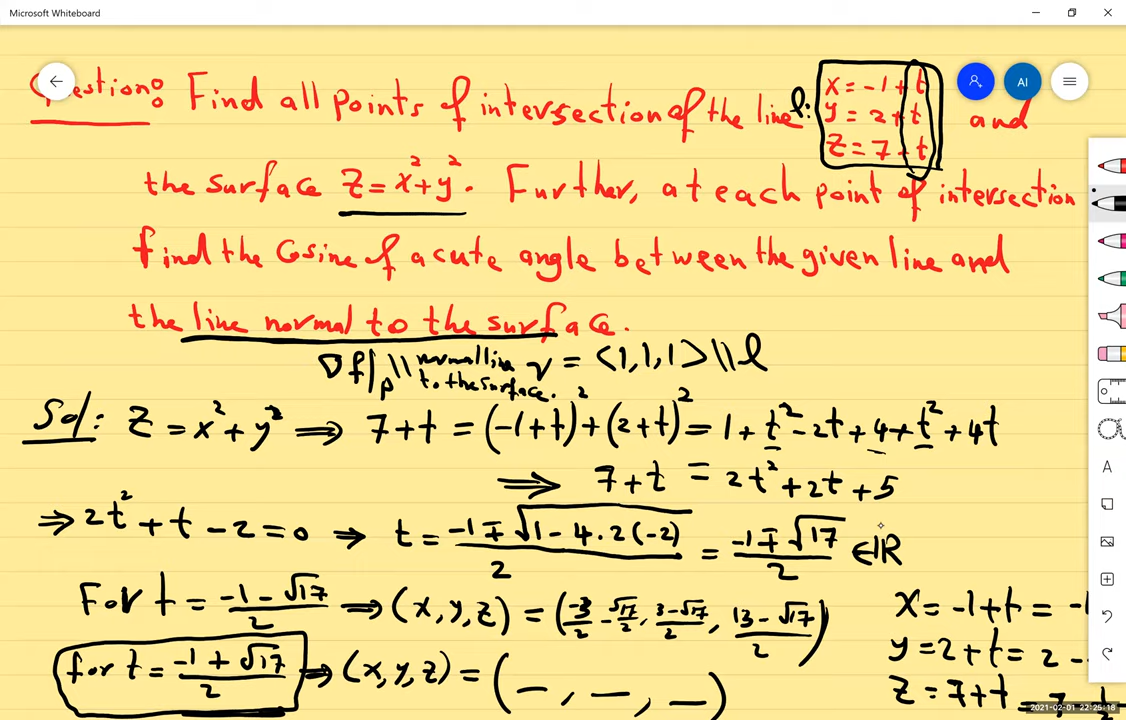 Microsoft Whiteboard
Question: Find all points of intersection of the line l: x = -1 + t and
y = 2 + t
z = 7 + t
AI
the surface z = x² + y². Further, at each point of intersection
find the cosine of acute angle between the given line and
the line normal to the surface.
∇f|p // normal line to the surface. v = <1,1,1> // l
Sol: z = x² + y² ⟹ 7 + t = (-1+t)² + (2+t)² = 1 + t² - 2t + 4 + t² + 4t
⟹ 7 + t = 2t² + 2t + 5
⟹ 2t² + t - 2 = 0 ⟹ t = (-1 ∓ √(1 - 4.2(-2)))/2 = (-1 ∓ √17)/2 ∈ ℝ
For t = (-1 - √17)/2 ⟹ (x, y, z) = (-3/2 - √17/2, (3 - √17)/2, (13 - √17)/2)
x = -1 + t = -1
for t = (-1 + √17)/2 ⟹ (x, y, z) = ( _ , _ , _ )
y = 2 + t = 2 -
z = 7 + t = 7
2021-02-01 22:25:18
A